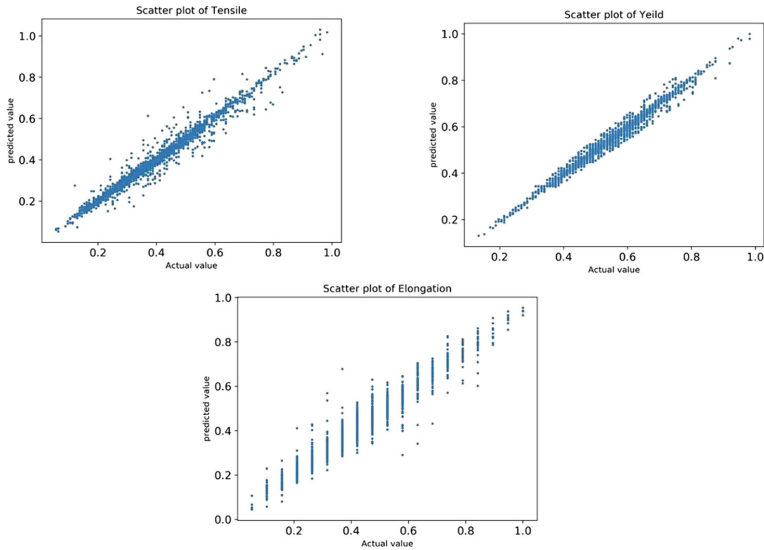 Scatter plot of Tensile
1.0
0.8
0.6
0.4
0.2
predicted value
0.2 0.4 0.6 0.8 1.0
Actual value
Scatter plot of Yeild
1.0
0.8
0.6
0.4
0.2
predicted value
0.2 0.4 0.6 0.8 1.0
Actual value
Scatter plot of Elongation
1.0
0.8
0.6
0.4
0.2
0.0
predicted value
0.2 0.4 0.6 0.8 1.0
Actual value